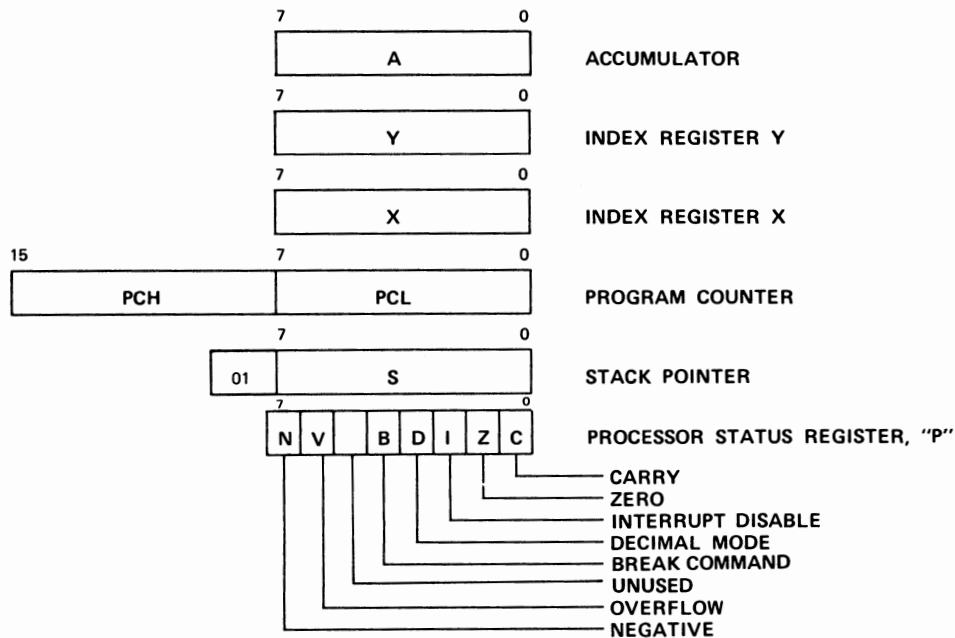 7 0
A ACCUMULATOR
7 0
Y INDEX REGISTER Y
7 0
X INDEX REGISTER X
15 7 0
PCH PCL PROGRAM COUNTER
7 0
01 S STACK POINTER
7 0
N V B D I Z C PROCESSOR STATUS REGISTER, "P"
CARRY
ZERO
INTERRUPT DISABLE
DECIMAL MODE
BREAK COMMAND
UNUSED
OVERFLOW
NEGATIVE